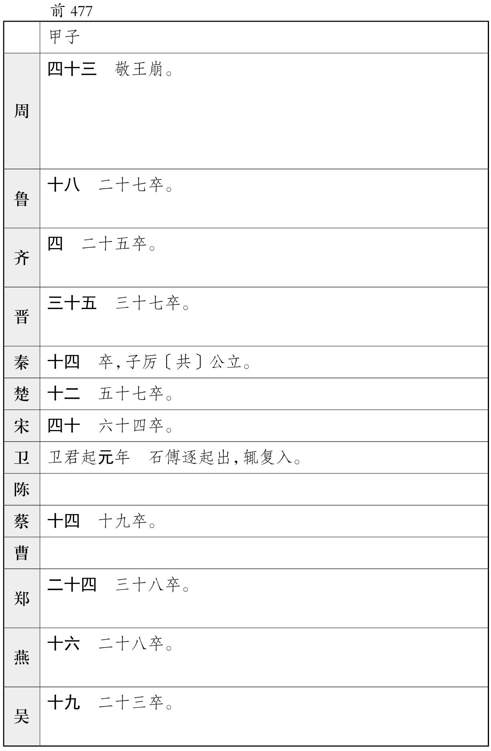 前 477
甲子
周 四十三 敬王崩。
鲁 十八 二十七卒。
齐 四 二十五卒。
晋 三十五 三十七卒。
秦 十四 卒，子厉〔共〕公立。
楚 十二 五十七卒。
宋 四十 六十四卒。
卫 卫君起元年 石傅逐起出，辄复入。
陈
蔡 十四 十九卒。
曹
郑 二十四 三十八卒。
燕 十六 二十八卒。
吴 十九 二十三卒。